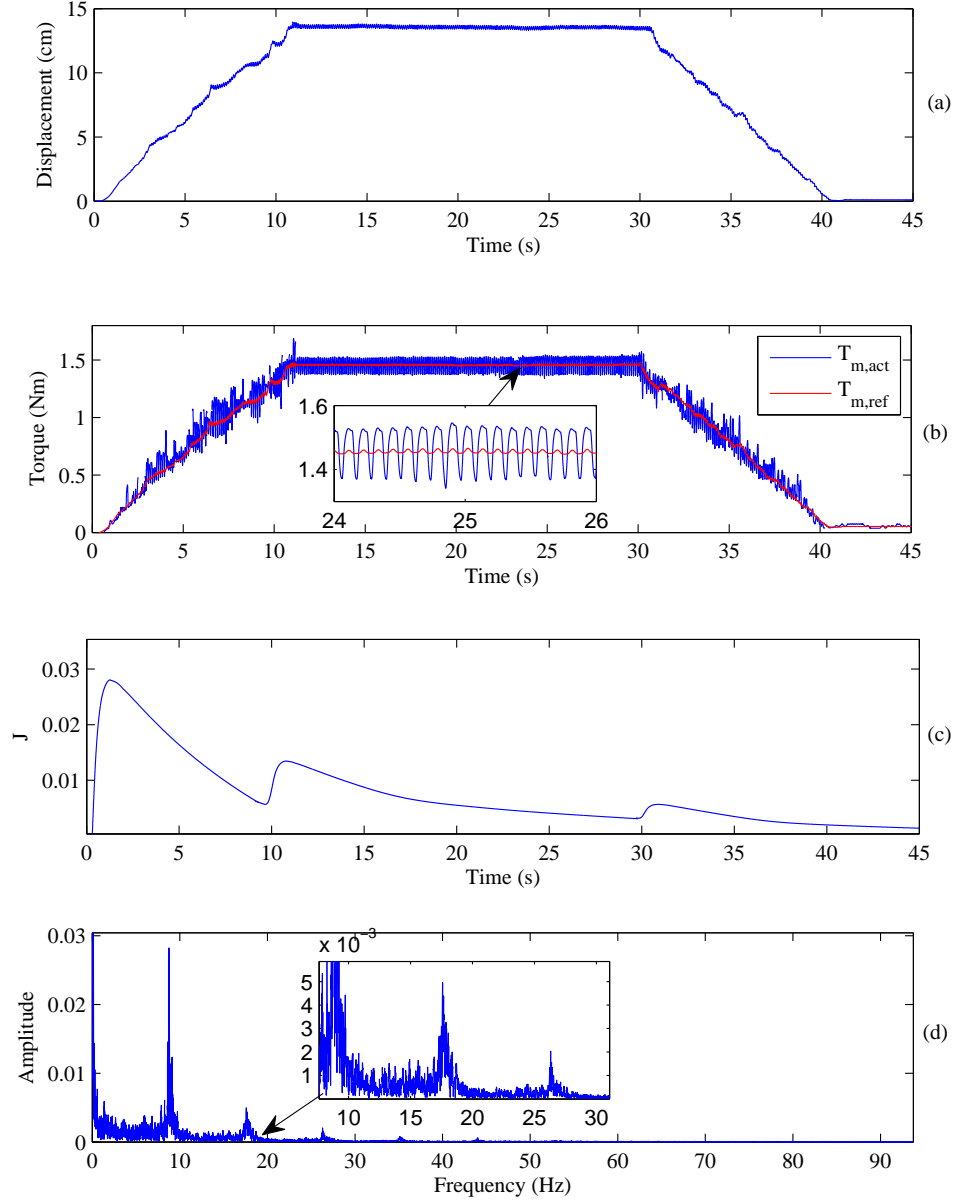 15
10
5
0
Displacement (cm)
0 5 10 15 20 25 30 35 40 45
Time (s)
(a)
1.5
1
0.5
0
Torque (Nm)
T_{m,act}
T_{m,ref}
1.6
1.4
24 25 26
0 5 10 15 20 25 30 35 40 45
Time (s)
(b)
0.03
0.02
0.01
J
0 5 10 15 20 25 30 35 40 45
Time (s)
(c)
0.03
0.02
0.01
0
Amplitude
x 10^{-3}
5
4
3
2
1
10 15 20 25 30
0 10 20 30 40 50 60 70 80 90
Frequency (Hz)
(d)